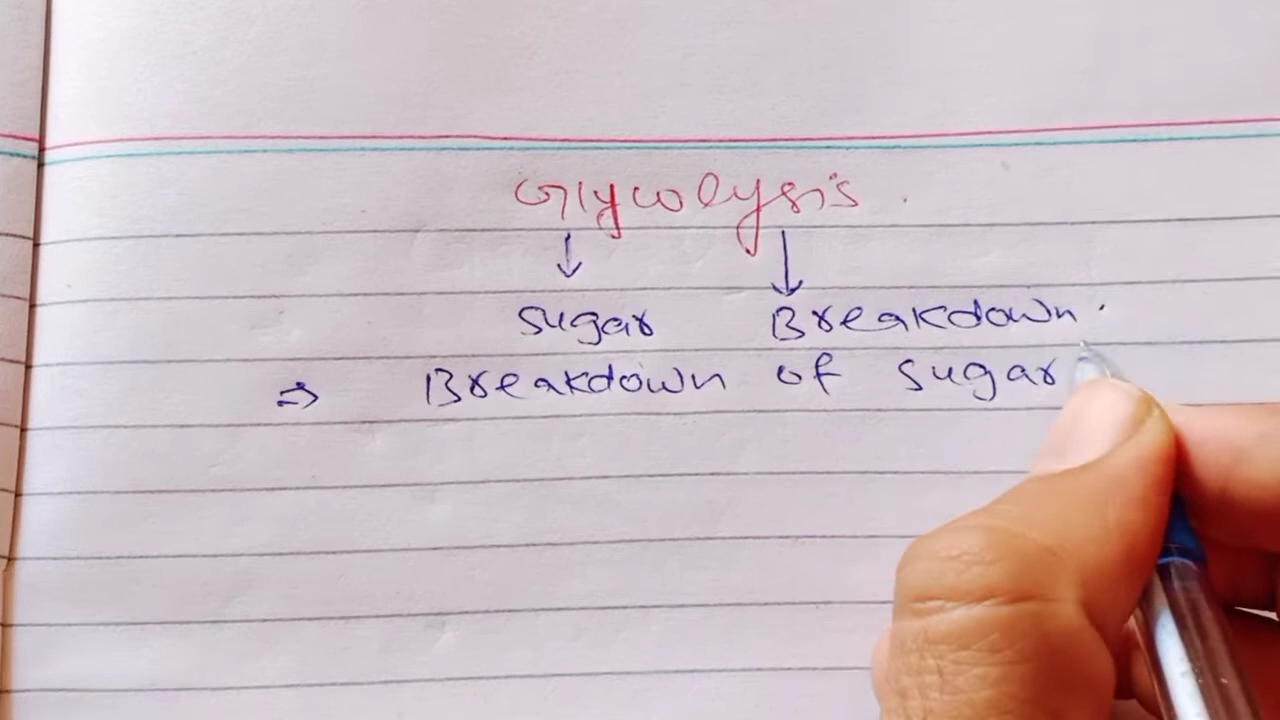 Glycolysis .
↓ ↓
Sugar Breakdown.
⇒ Breakdown of sugar